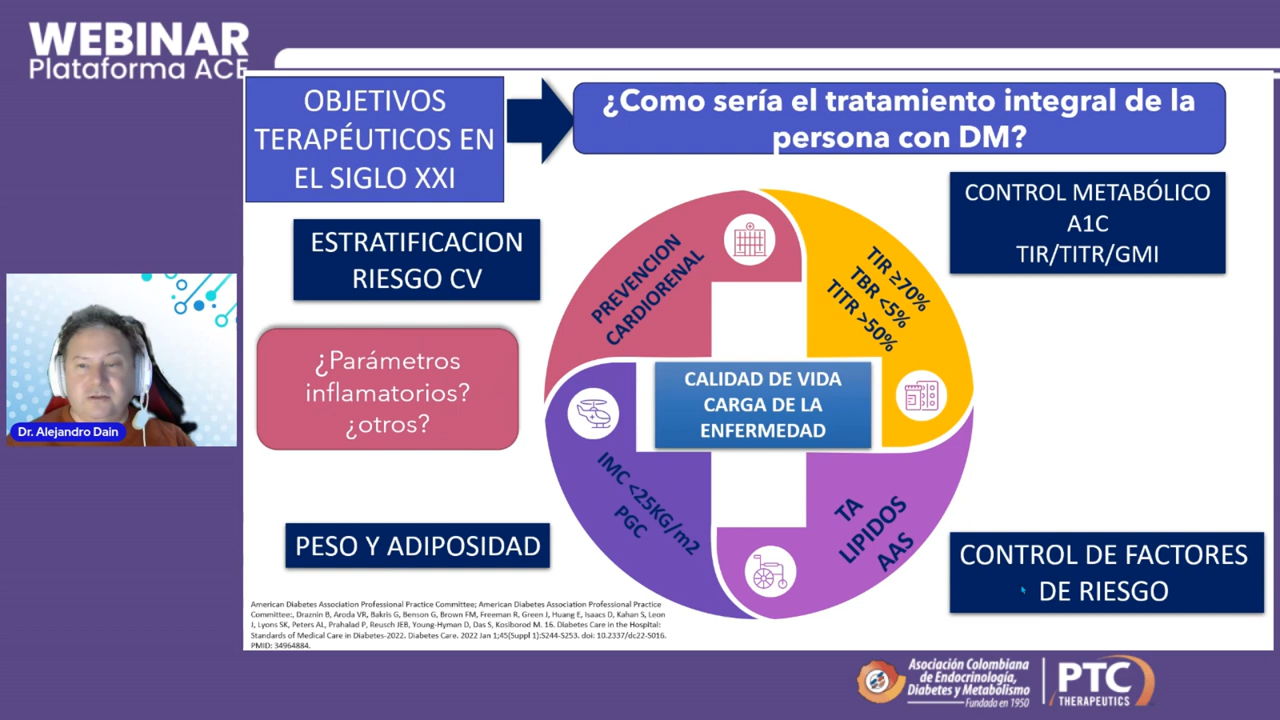 WEBINAR
Plataforma ACE
OBJETIVOS
TERAPÉUTICOS EN
EL SIGLO XXI
¿Como sería el tratamiento integral de la
persona con DM?
ESTRATIFICACION
RIESGO CV
CONTROL METABÓLICO
A1C
TIR/TITR/GMI
PREVENCION
CARDIORENAL
TIR ≥70%
TBR <5%
TITR >50%
¿Parámetros
inflamatorios?
¿otros?
CALIDAD DE VIDA
CARGA DE LA
ENFERMEDAD
Dr. Alejandro Dain
IMC <25KG/m2
PGC
TA
LIPIDOS
AAS
PESO Y ADIPOSIDAD
CONTROL DE FACTORES
DE RIESGO
American Diabetes Association Professional Practice Committee; American Diabetes Association Professional Practice
Committee:, Draznin B, Aroda VR, Bakris G, Benson G, Brown FM, Freeman R, Green J, Huang E, Isaacs D, Kahan S, Leon
J, Lyons SK, Peters AL, Prahalad P, Reusch JEB, Young-Hyman D, Das S, Kosiborod M. 16. Diabetes Care in the Hospital:
Standards of Medical Care in Diabetes-2022. Diabetes Care. 2022 Jan 1;45(Suppl 1):S244-S253. doi: 10.2337/dc22-S016.
PMID: 34964884.
Asociación Colombiana
de Endocrinología,
Diabetes y Metabolismo
Fundada en 1950
PTC
THERAPEUTICS